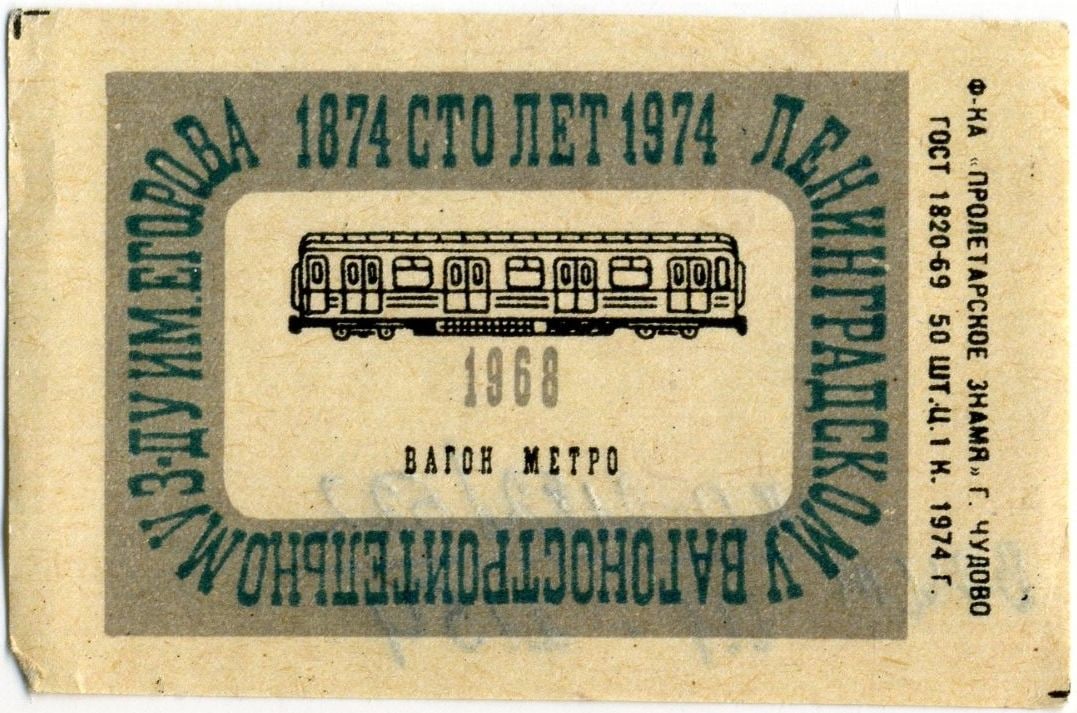 1874 СТО ЛЕТ 1974
ЛЕНИНГРАДСКОМУ ВАГОНОСТРОИТЕЛЬНОМУ З-ДУ ИМ.ЕГОРОВА
1968
ВАГОН МЕТРО
Ф-КА „ПРОЛЕТАРСКОЕ ЗНАМЯ» Г. ЧУДОВО
ГОСТ 1820-69 50 ШТ.Ц.1 К. 1974 Г.